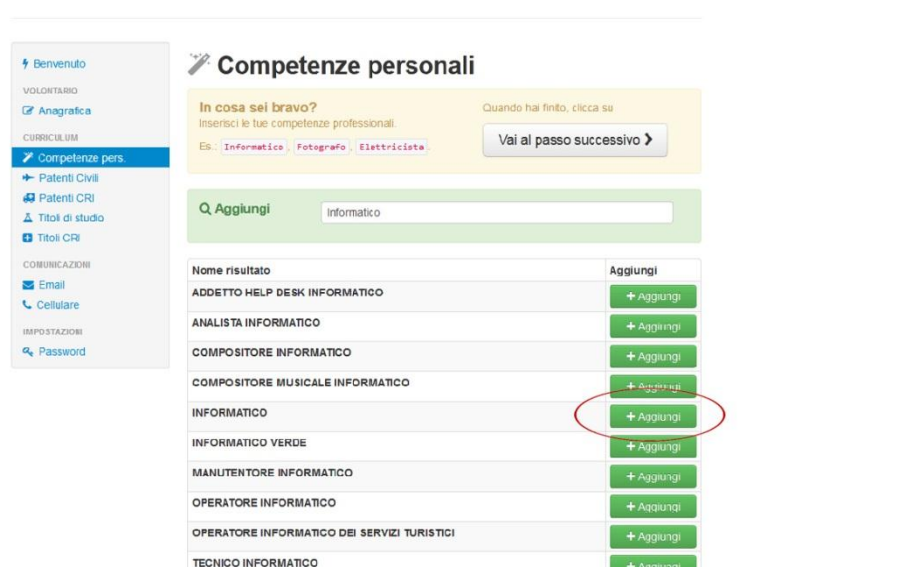 Benvenuto
VOLONTARIO
Anagrafica
CURRICULUM
Competenze pers.
Patenti Civili
Patenti CRI
Titoli di studio
Titoli CRI
COMUNICAZIONI
Email
Cellulare
IMPOSTAZIONI
Password
Competenze personali
In cosa sei bravo?
Inserisci le tue competenze professionali.
Es.: Informatico, Fotografo, Elettricista.
Quando hai finito, clicca su
Vai al passo successivo
Aggiungi Informatico
Nome risultato Aggiungi
ADDETTO HELP DESK INFORMATICO + Aggiungi
ANALISTA INFORMATICO + Aggiungi
COMPOSITORE INFORMATICO + Aggiungi
COMPOSITORE MUSICALE INFORMATICO + Aggiungi
INFORMATICO + Aggiungi
INFORMATICO VERDE + Aggiungi
MANUTENTORE INFORMATICO + Aggiungi
OPERATORE INFORMATICO + Aggiungi
OPERATORE INFORMATICO DEI SERVIZI TURISTICI + Aggiungi
TECNICO INFORMATICO + Aggiungi